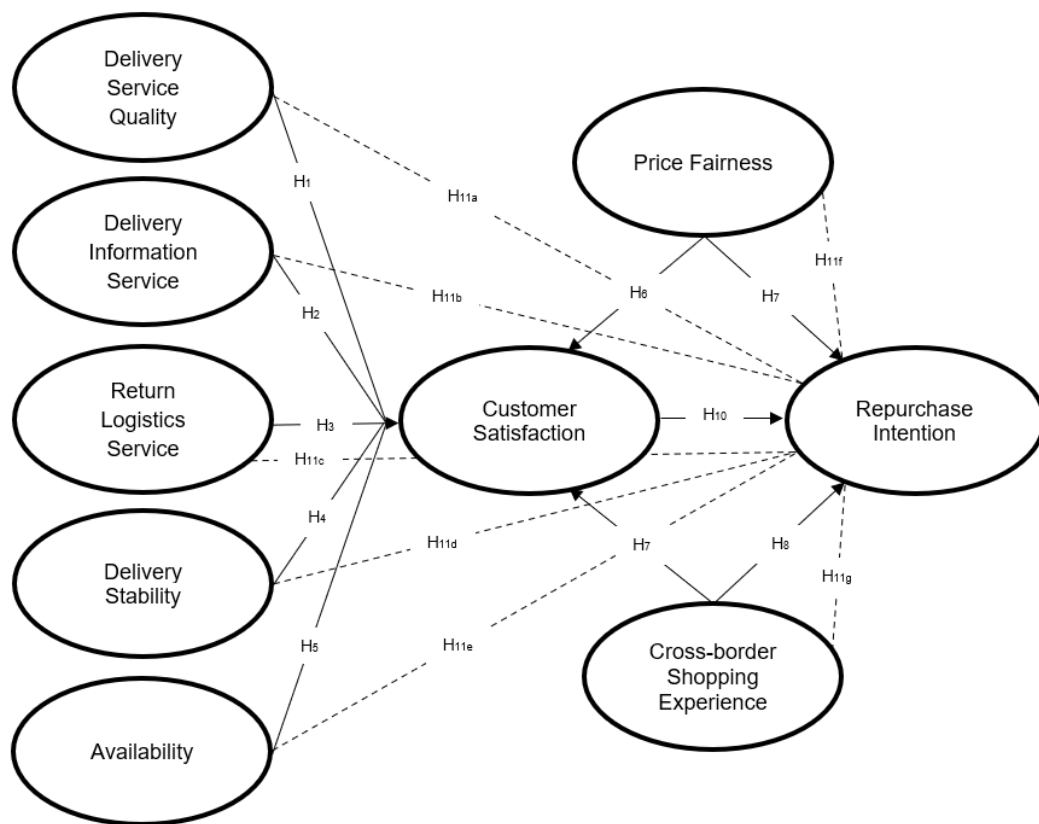 Delivery
Service
Quality
H1
H11a
Price Fairness
Delivery
Information
Service
H2
H11b
H6
H7
H11f
Return
Logistics
Service
H3
H11c
Customer
Satisfaction
H10
Repurchase
Intention
H4
H11d
H7
H8
H11g
Delivery
Stability
H5
H11e
Cross-border
Shopping
Experience
Availability